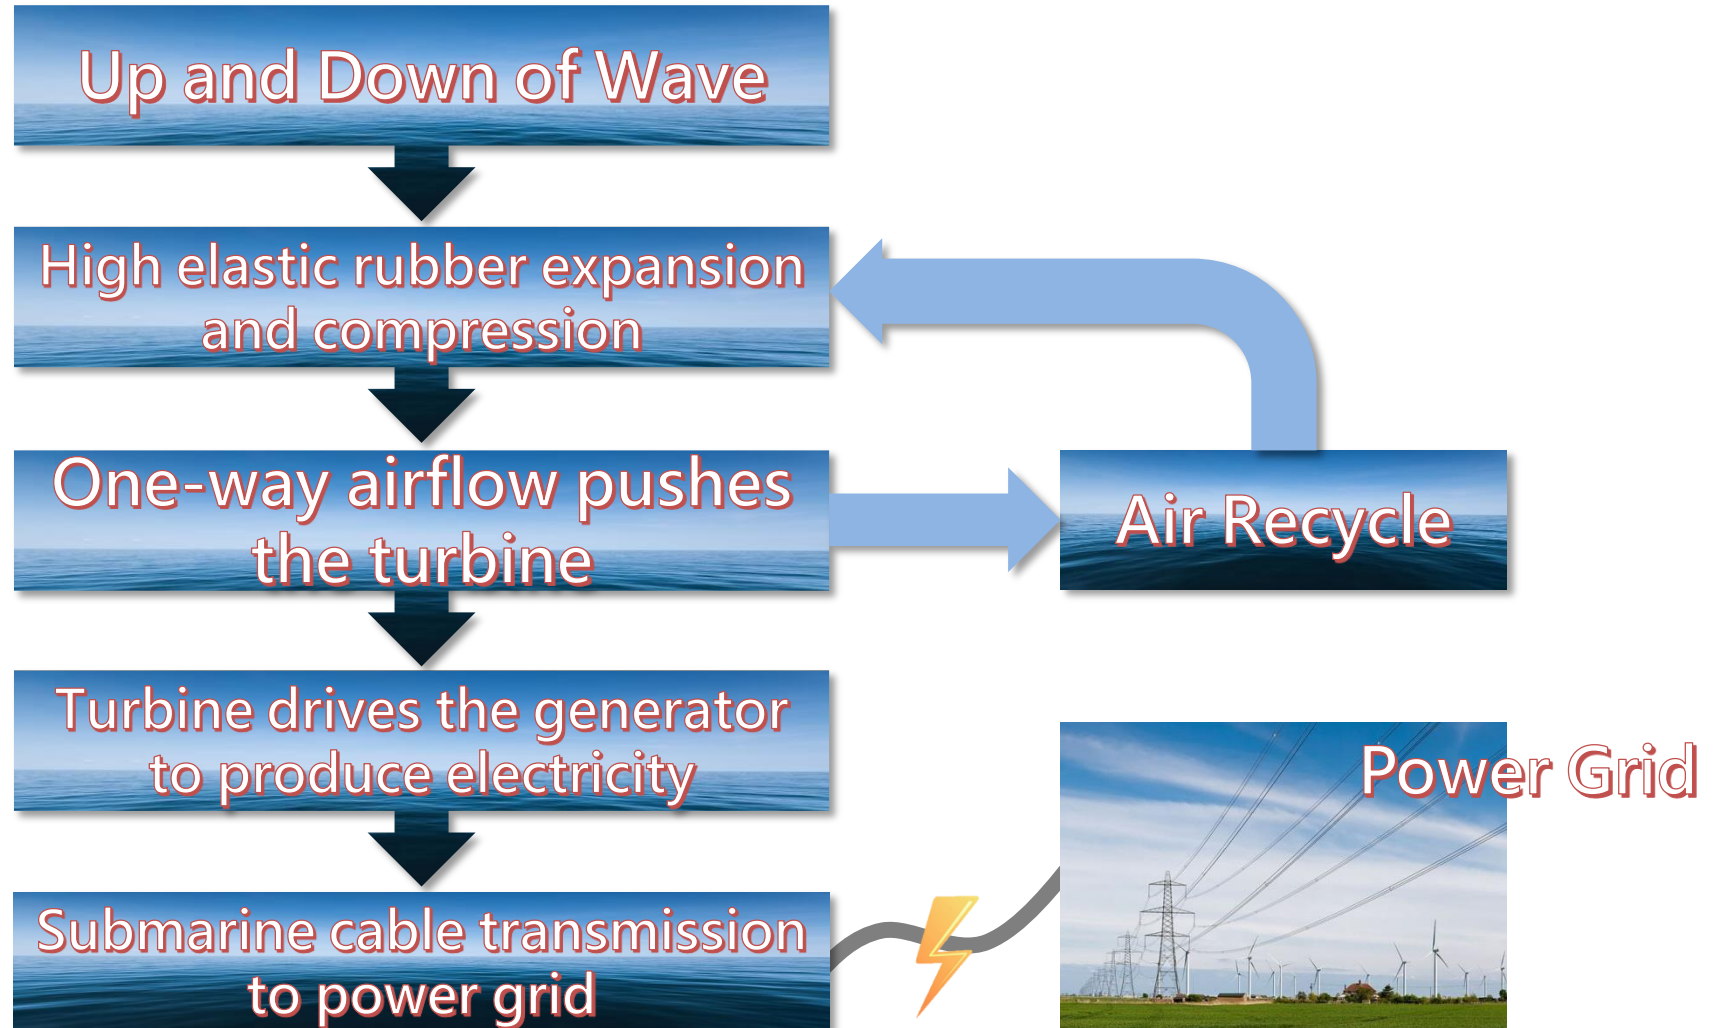 Up and Down of Wave
High elastic rubber expansion
and compression
One-way airflow pushes
the turbine
Air Recycle
Turbine drives the generator
to produce electricity
Power Grid
Submarine cable transmission
to power grid